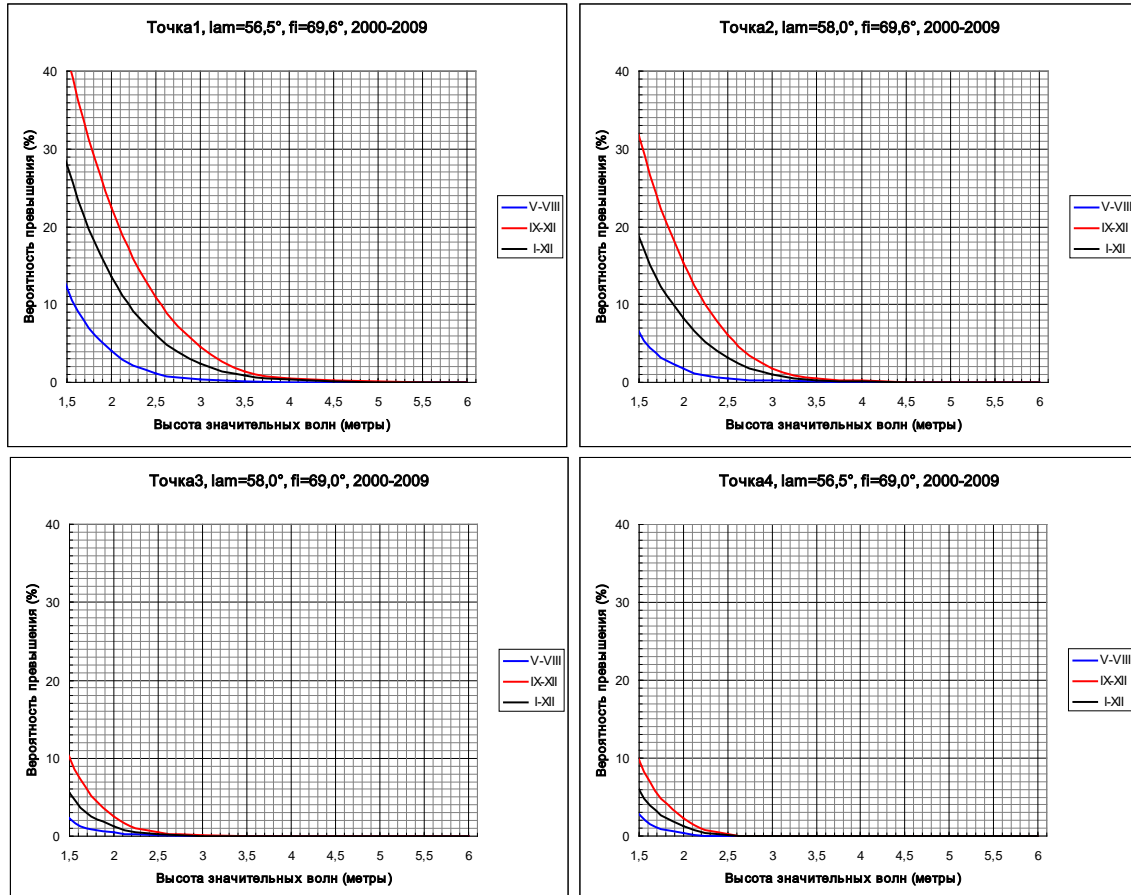 Точка1, lam=56,5°, fi=69,6°, 2000-2009
Вероятность превышения (%)
40
30
20
10
0
1,5 2 2,5 3 3,5 4 4,5 5 5,5 6
Высота значительных волн (метры)
V-VIII
IX-XII
I-XII
Точка2, lam=58,0°, fi=69,6°, 2000-2009
Вероятность превышения (%)
40
30
20
10
0
1,5 2 2,5 3 3,5 4 4,5 5 5,5 6
Высота значительных волн (метры)
V-VIII
IX-XII
I-XII
Точка3, lam=58,0°, fi=69,0°, 2000-2009
Вероятность превышения (%)
40
30
20
10
0
1,5 2 2,5 3 3,5 4 4,5 5 5,5 6
Высота значительных волн (метры)
V-VIII
IX-XII
I-XII
Точка4, lam=56,5°, fi=69,0°, 2000-2009
Вероятность превышения (%)
40
30
20
10
0
1,5 2 2,5 3 3,5 4 4,5 5 5,5 6
Высота значительных волн (метры)
V-VIII
IX-XII
I-XII